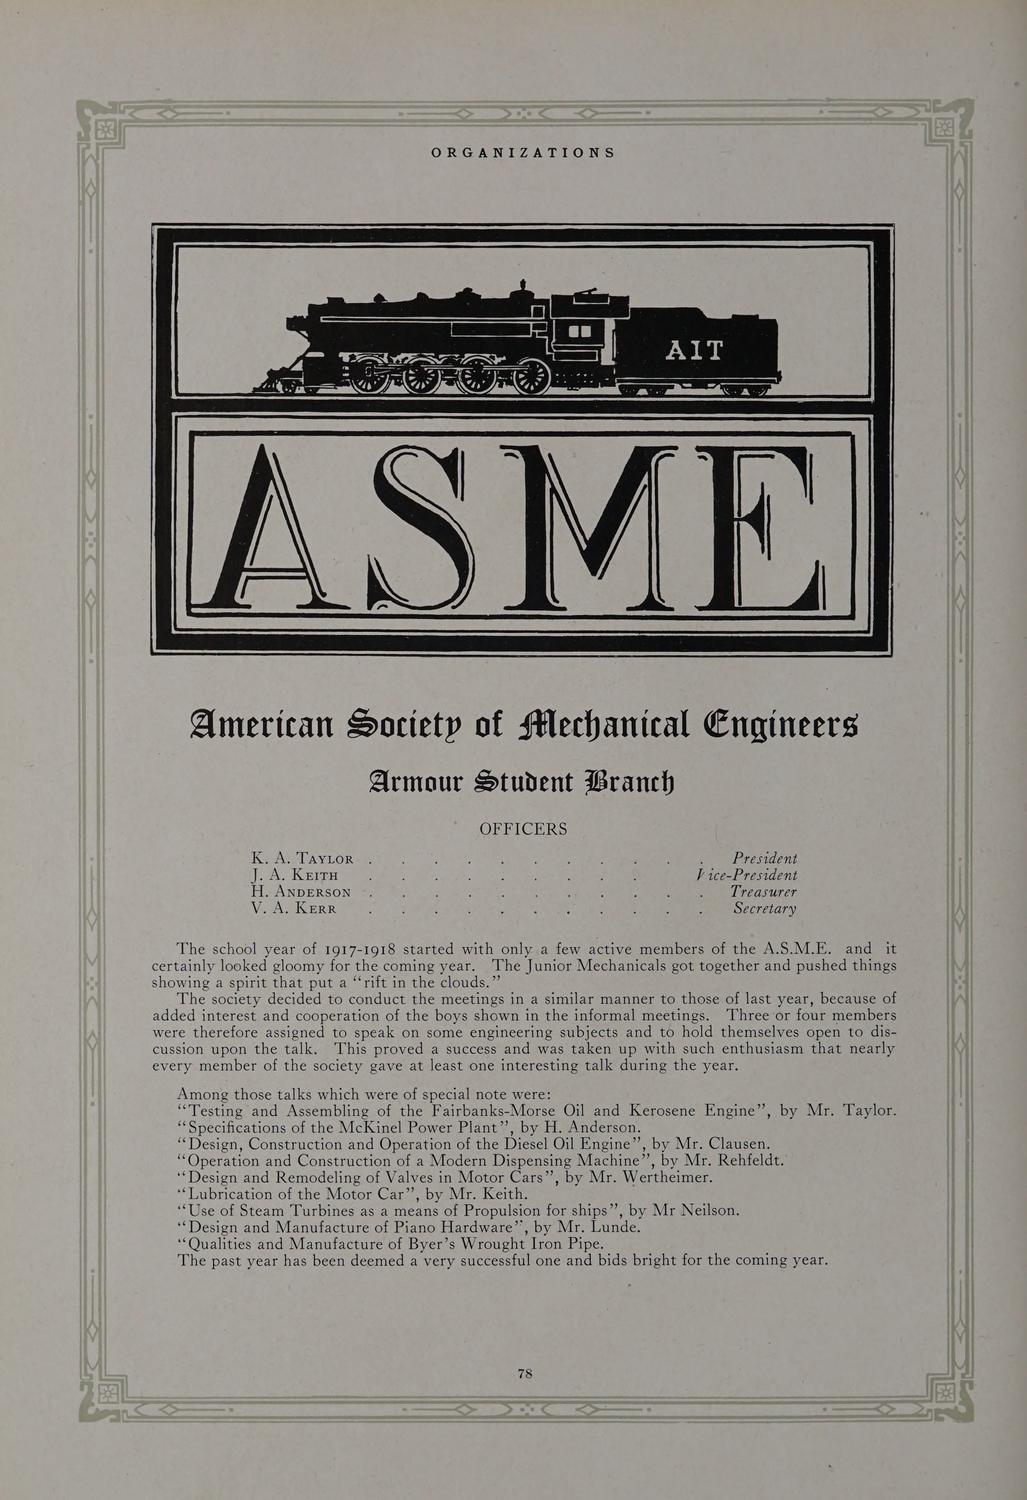 ORGANIZATIONS
AIT
ASME
American Society of Mechanical Engineers
Armour Student Branch
OFFICERS
K. A. TAYLOR . . . . . . . . . . . President
J. A. KEITH . . . . . . . . . Vice-President
H. ANDERSON . . . . . . . . . . . Treasurer
V. A. KERR . . . . . . . . . . . Secretary
The school year of 1917-1918 started with only a few active members of the A.S.M.E. and it
certainly looked gloomy for the coming year. The Junior Mechanicals got together and pushed things
showing a spirit that put a “rift in the clouds.”
The society decided to conduct the meetings in a similar manner to those of last year, because of
added interest and cooperation of the boys shown in the informal meetings. Three or four members
were therefore assigned to speak on some engineering subjects and to hold themselves open to dis-
cussion upon the talk. This proved a success and was taken up with such enthusiasm that nearly
every member of the society gave at least one interesting talk during the year.
Among those talks which were of special note were:
“Testing and Assembling of the Fairbanks-Morse Oil and Kerosene Engine”, by Mr. Taylor.
“Specifications of the McKinel Power Plant”, by H. Anderson.
“Design, Construction and Operation of the Diesel Oil Engine”, by Mr. Clausen.
“Operation and Construction of a Modern Dispensing Machine”, by Mr. Rehfeldt.
“Design and Remodeling of Valves in Motor Cars”, by Mr. Wertheimer.
“Lubrication of the Motor Car”, by Mr. Keith.
“Use of Steam Turbines as a means of Propulsion for ships”, by Mr Neilson.
“Design and Manufacture of Piano Hardware”, by Mr. Lunde.
“Qualities and Manufacture of Byer’s Wrought Iron Pipe.
The past year has been deemed a very successful one and bids bright for the coming year.
78